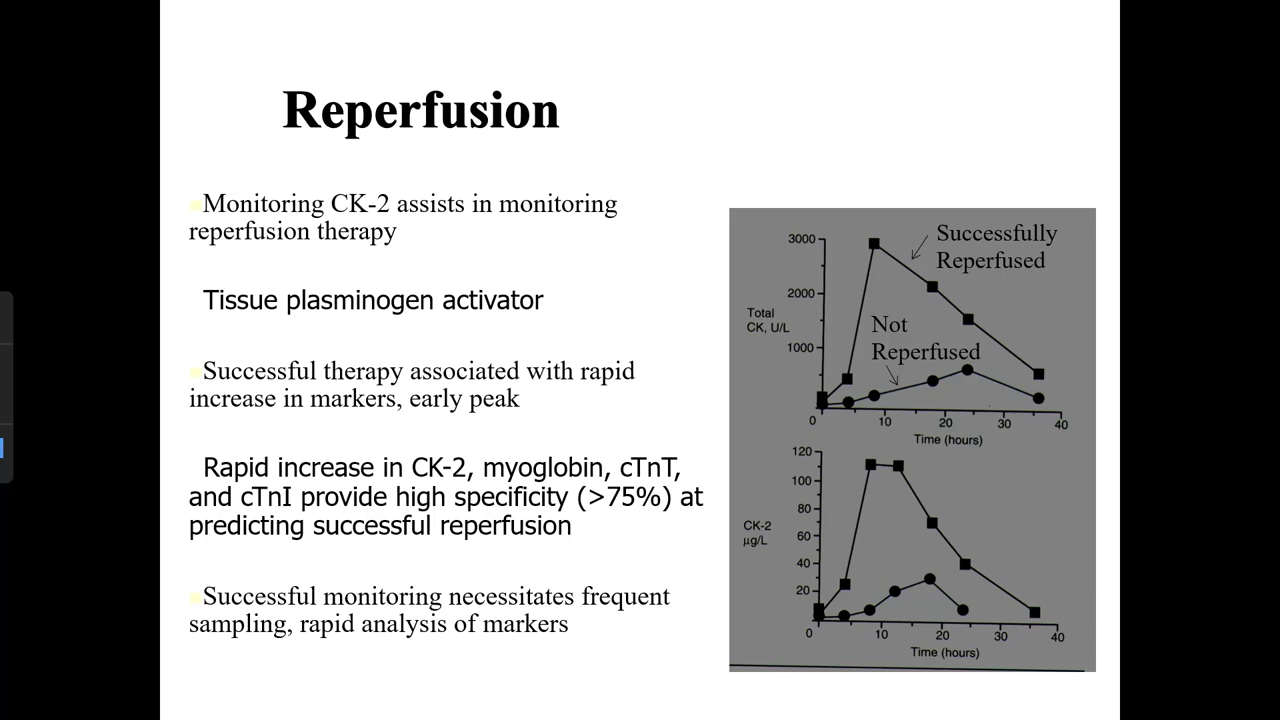 Reperfusion
Monitoring CK-2 assists in monitoring
reperfusion therapy
Tissue plasminogen activator
Successful therapy associated with rapid
increase in markers, early peak
Rapid increase in CK-2, myoglobin, cTnT,
and cTnI provide high specificity (>75%) at
predicting successful reperfusion
Successful monitoring necessitates frequent
sampling, rapid analysis of markers
3000
2000
1000
Total
CK, U/L
Successfully
Reperfused
Not
Reperfused
0 10 20 30 40
Time (hours)
120
100
80
60
40
20
CK-2
µg/L
0 10 20 30 40
Time (hours)